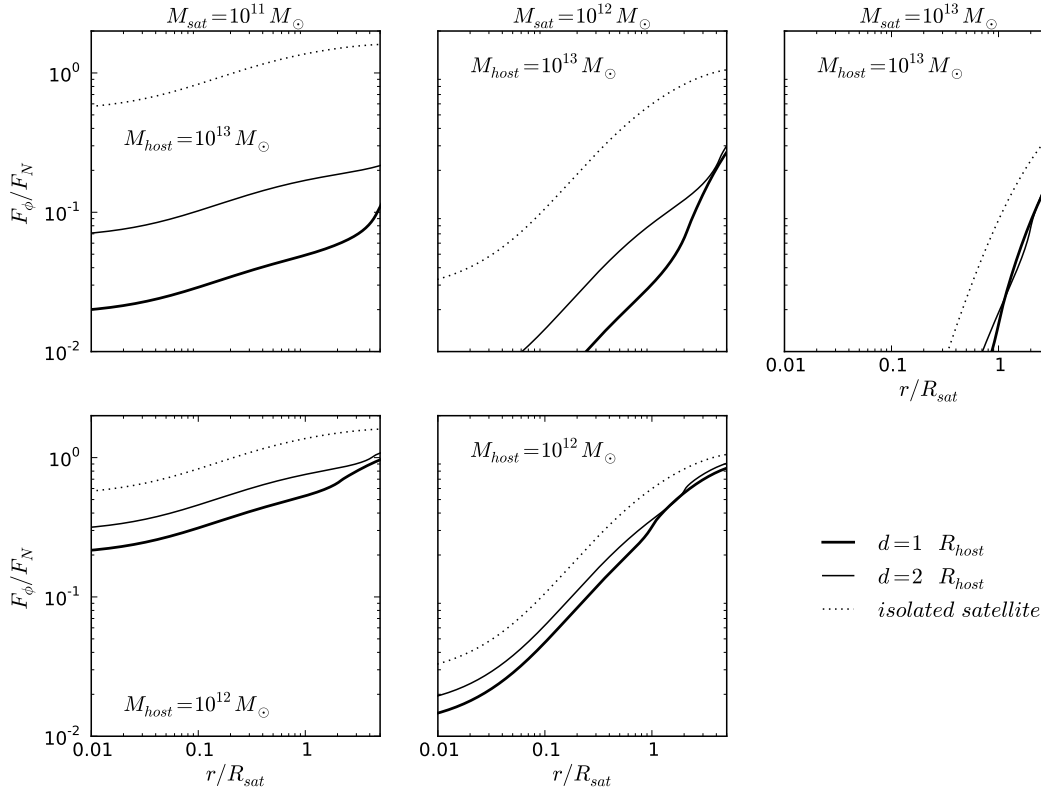 M_sat = 10^11 M_⊙
M_sat = 10^12 M_⊙
M_sat = 10^13 M_⊙
M_host = 10^13 M_⊙
M_host = 10^13 M_⊙
M_host = 10^13 M_⊙
10^0
10^-1
10^-2
F_ϕ/F_N
0.01
0.1
1
r/R_sat
M_host = 10^12 M_⊙
M_host = 10^12 M_⊙
10^0
10^-1
10^-2
F_ϕ/F_N
0.01
0.1
1
r/R_sat
0.01
0.1
1
r/R_sat
d = 1 R_host
d = 2 R_host
isolated satellite